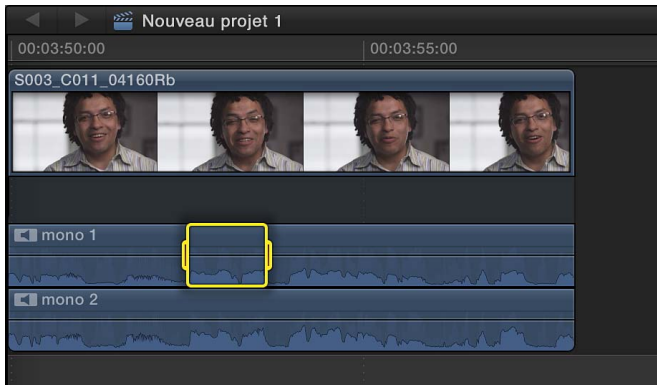 Nouveau projet 1
00:03:50:00
00:03:55:00
S003_C011_04160Rb
mono 1
mono 2